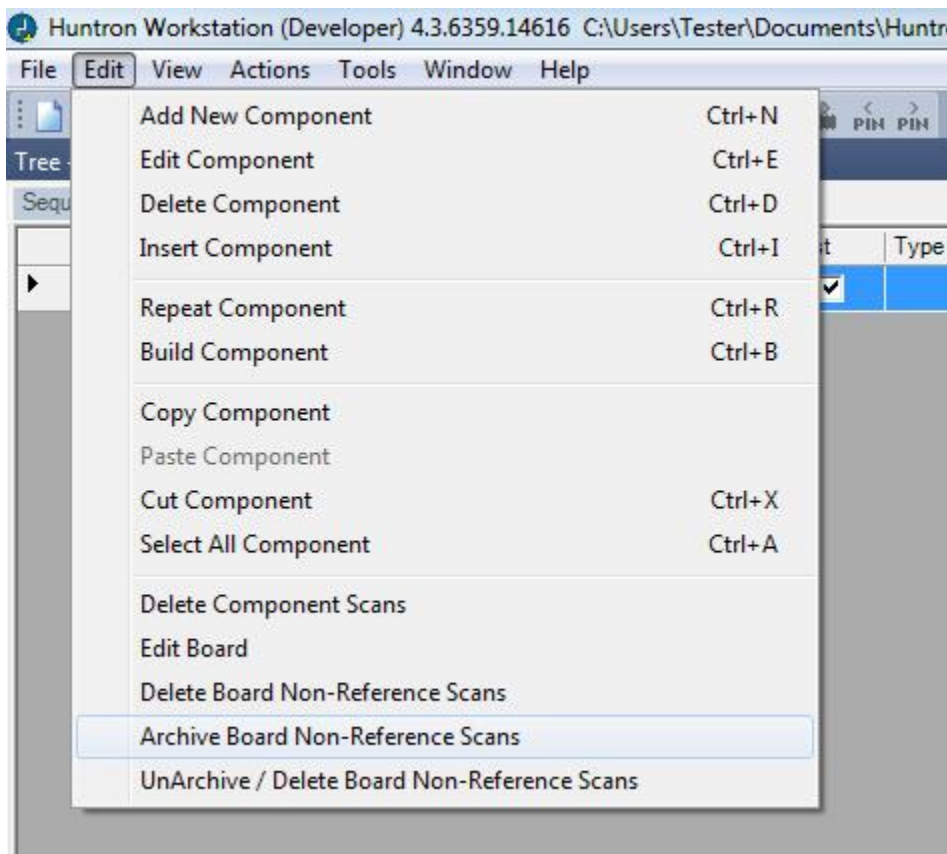 Huntron Workstation (Developer) 4.3.6359.14616 C:\Users\Tester\Documents\Huntr
File Edit View Actions Tools Window Help
PIN PIN
Tree -
Sequ
st Type
Add New Component Ctrl+N
Edit Component Ctrl+E
Delete Component Ctrl+D
Insert Component Ctrl+I
Repeat Component Ctrl+R
Build Component Ctrl+B
Copy Component
Paste Component
Cut Component Ctrl+X
Select All Component Ctrl+A
Delete Component Scans
Edit Board
Delete Board Non-Reference Scans
Archive Board Non-Reference Scans
UnArchive / Delete Board Non-Reference Scans